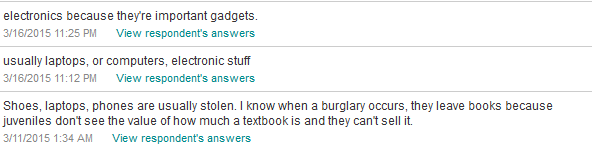 electronics because they're important gadgets.
3/16/2015 11:25 PM View respondent's answers
usually laptops, or computers, electronic stuff
3/16/2015 11:12 PM View respondent's answers
Shoes, laptops, phones are usually stolen. I know when a burglary occurs, they leave books because
juveniles don't see the value of how much a textbook is and they can't sell it.
3/11/2015 1:34 AM View respondent's answers